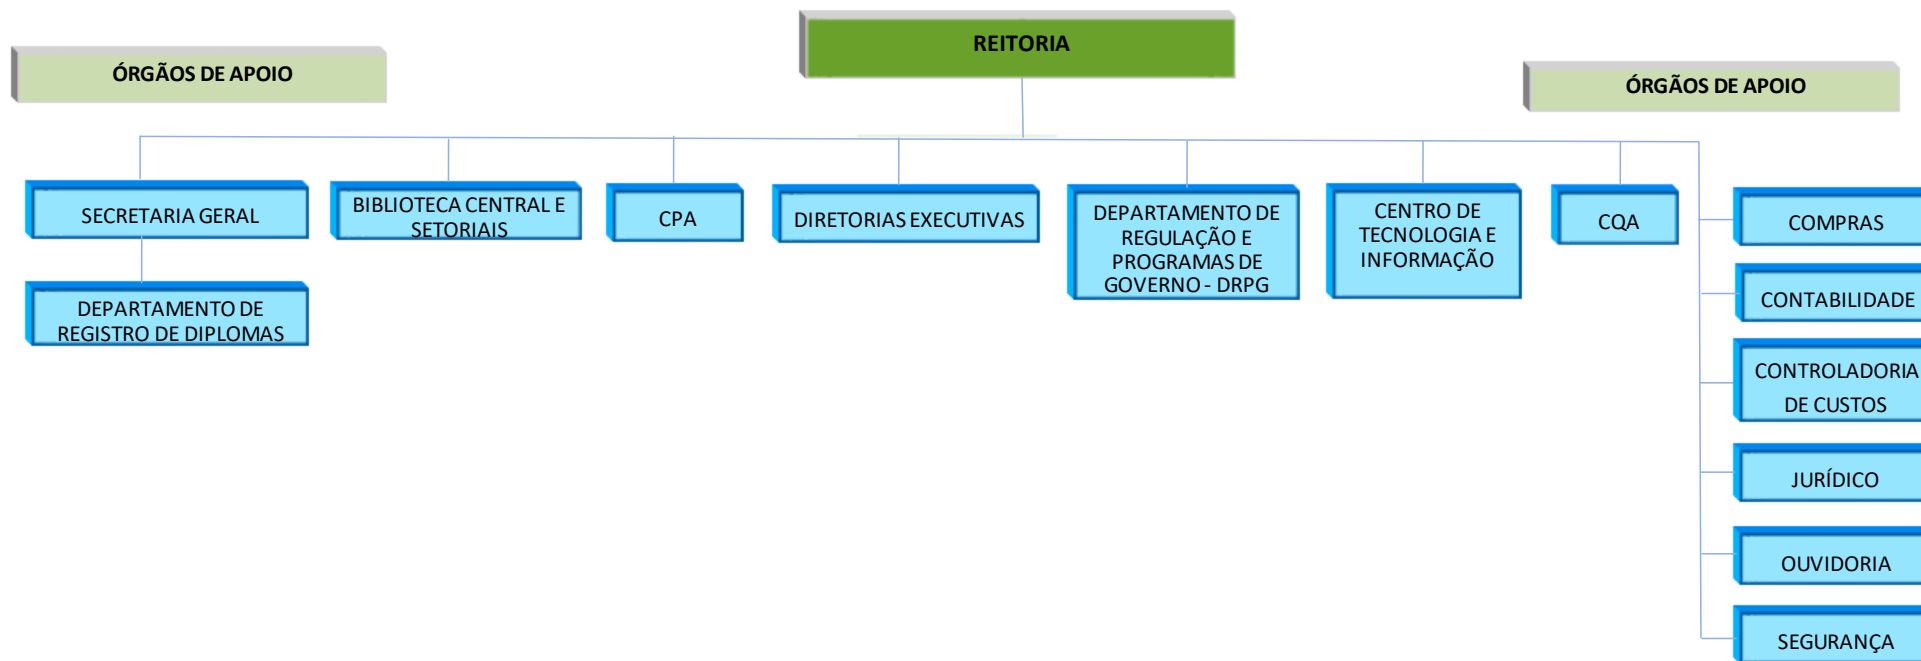 REITORIA
ÓRGÃOS DE APOIO
ÓRGÃOS DE APOIO
SECRETARIA GERAL
BIBLIOTECA CENTRAL E
SETORIAIS
CPA
DIRETORIAS EXECUTIVAS
DEPARTAMENTO DE
REGULAÇÃO E
PROGRAMAS DE
GOVERNO - DRPG
CENTRO DE
TECNOLOGIA E
INFORMAÇÃO
CQA
COMPRAS
DEPARTAMENTO DE
REGISTRO DE DIPLOMAS
CONTABILIDADE
CONTROLADORIA
DE CUSTOS
JURÍDICO
OUVIDORIA
SEGURANÇA